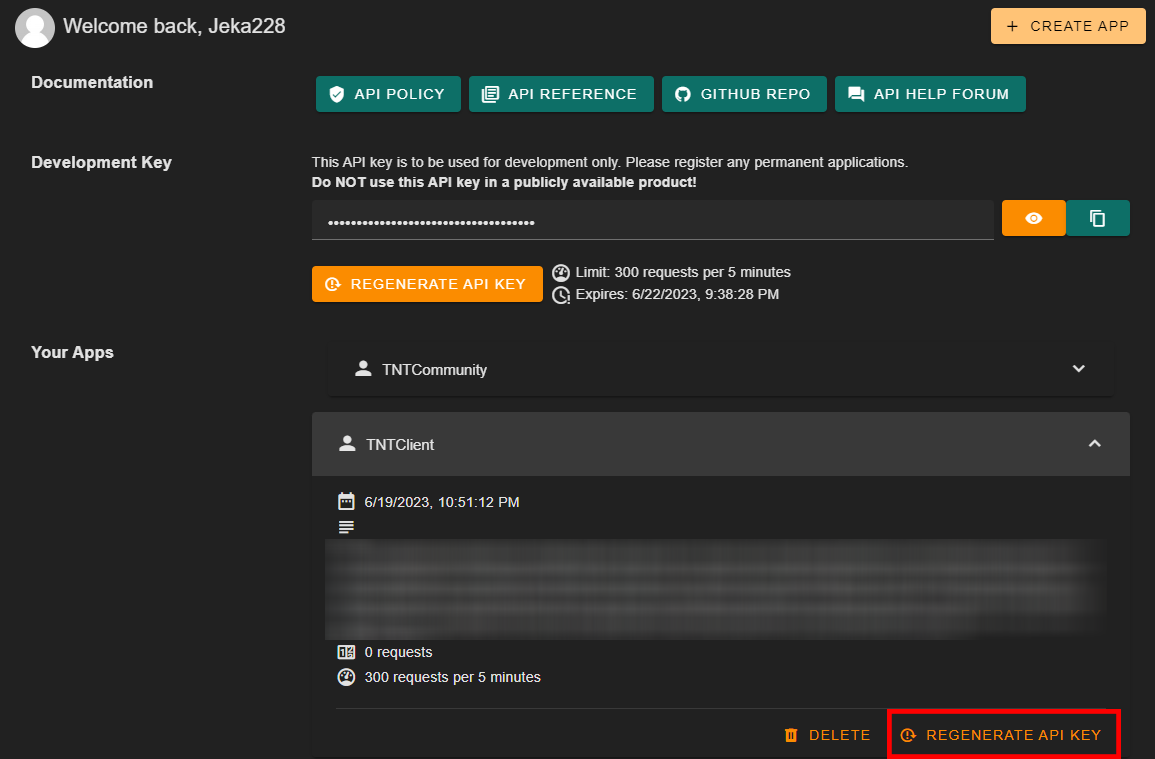 Welcome back, Jeka228
+ CREATE APP
Documentation
API POLICY
API REFERENCE
GITHUB REPO
API HELP FORUM
Development Key
This API key is to be used for development only. Please register any permanent applications.
Do NOT use this API key in a publicly available product!
••••••••••••••••••••••••••••••••••••
REGENERATE API KEY
Limit: 300 requests per 5 minutes
Expires: 6/22/2023, 9:38:28 PM
Your Apps
TNTCommunity
TNTClient
6/19/2023, 10:51:12 PM
0 requests
300 requests per 5 minutes
DELETE
REGENERATE API KEY